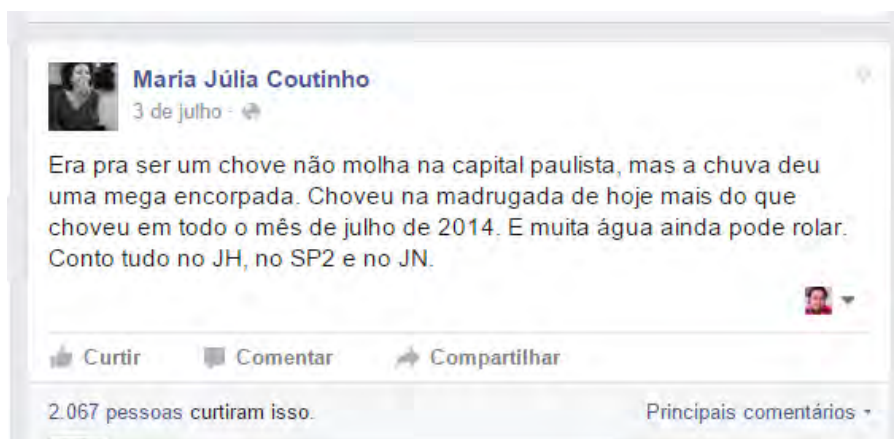 Maria Júlia Coutinho
3 de julho ·
Era pra ser um chove não molha na capital paulista, mas a chuva deu
uma mega encorpada. Choveu na madrugada de hoje mais do que
choveu em todo o mês de julho de 2014. E muita água ainda pode rolar.
Conto tudo no JH, no SP2 e no JN.
Curtir Comentar Compartilhar
2.067 pessoas curtiram isso. Principais comentários